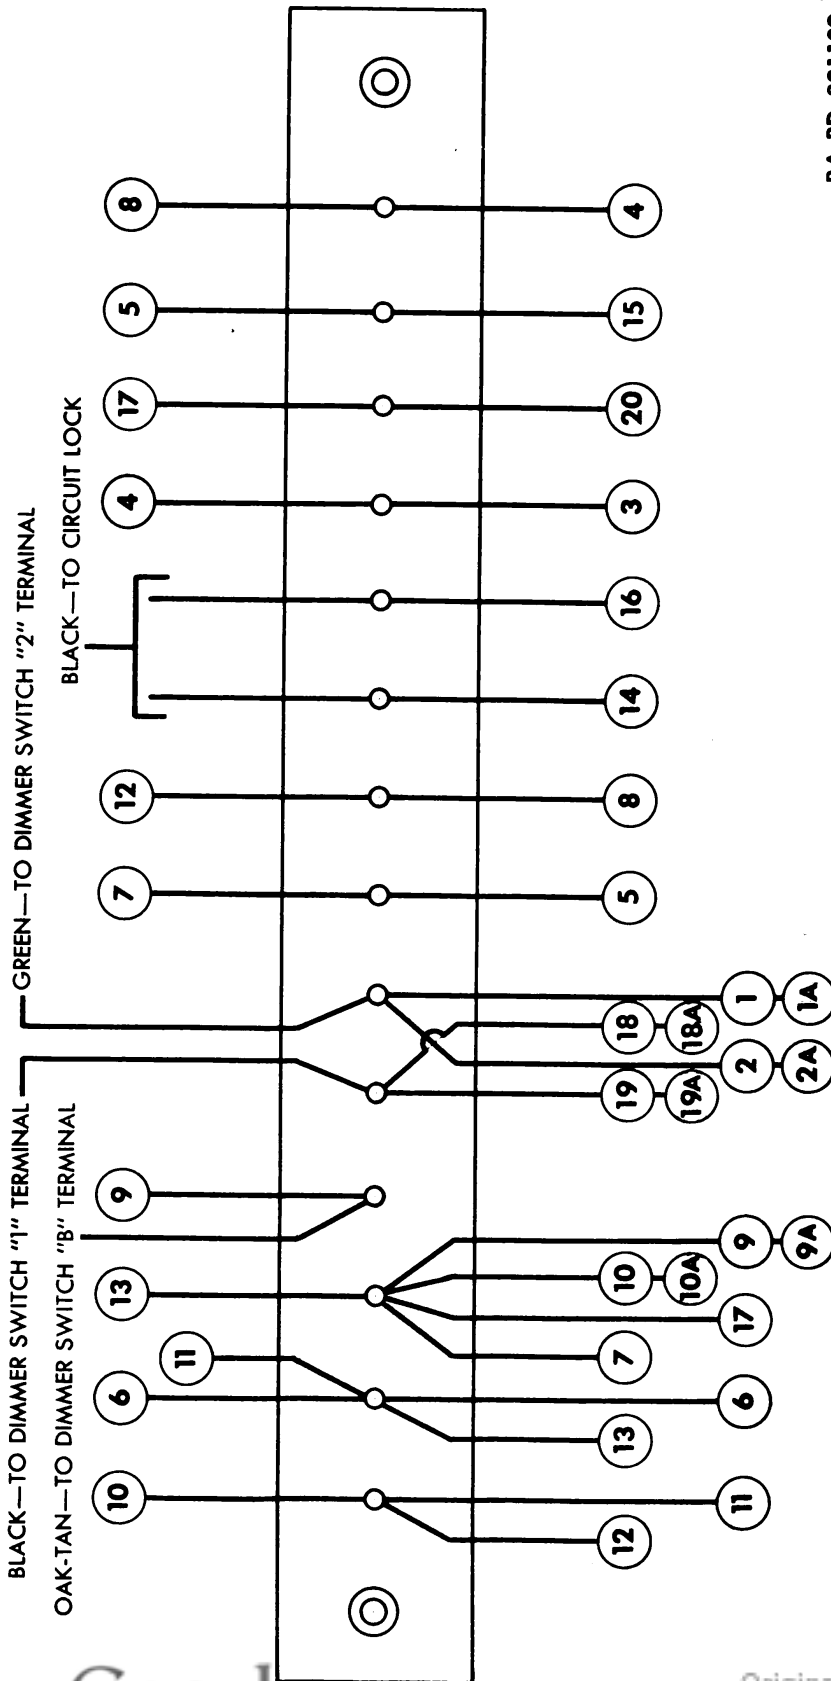 BLACK—TO DIMMER SWITCH "1" TERMINAL
GREEN—TO DIMMER SWITCH "2" TERMINAL
OAK-TAN—TO DIMMER SWITCH "B" TERMINAL
BLACK—TO CIRCUIT LOCK
10 6 13 9 7 12 4 17 5 8
11
12 13 7 10 19 18 5 8 14 16 3 20 15 4
10A 19A 18A
11 6 17 9 2 1
9A 2A 1A
RA PD